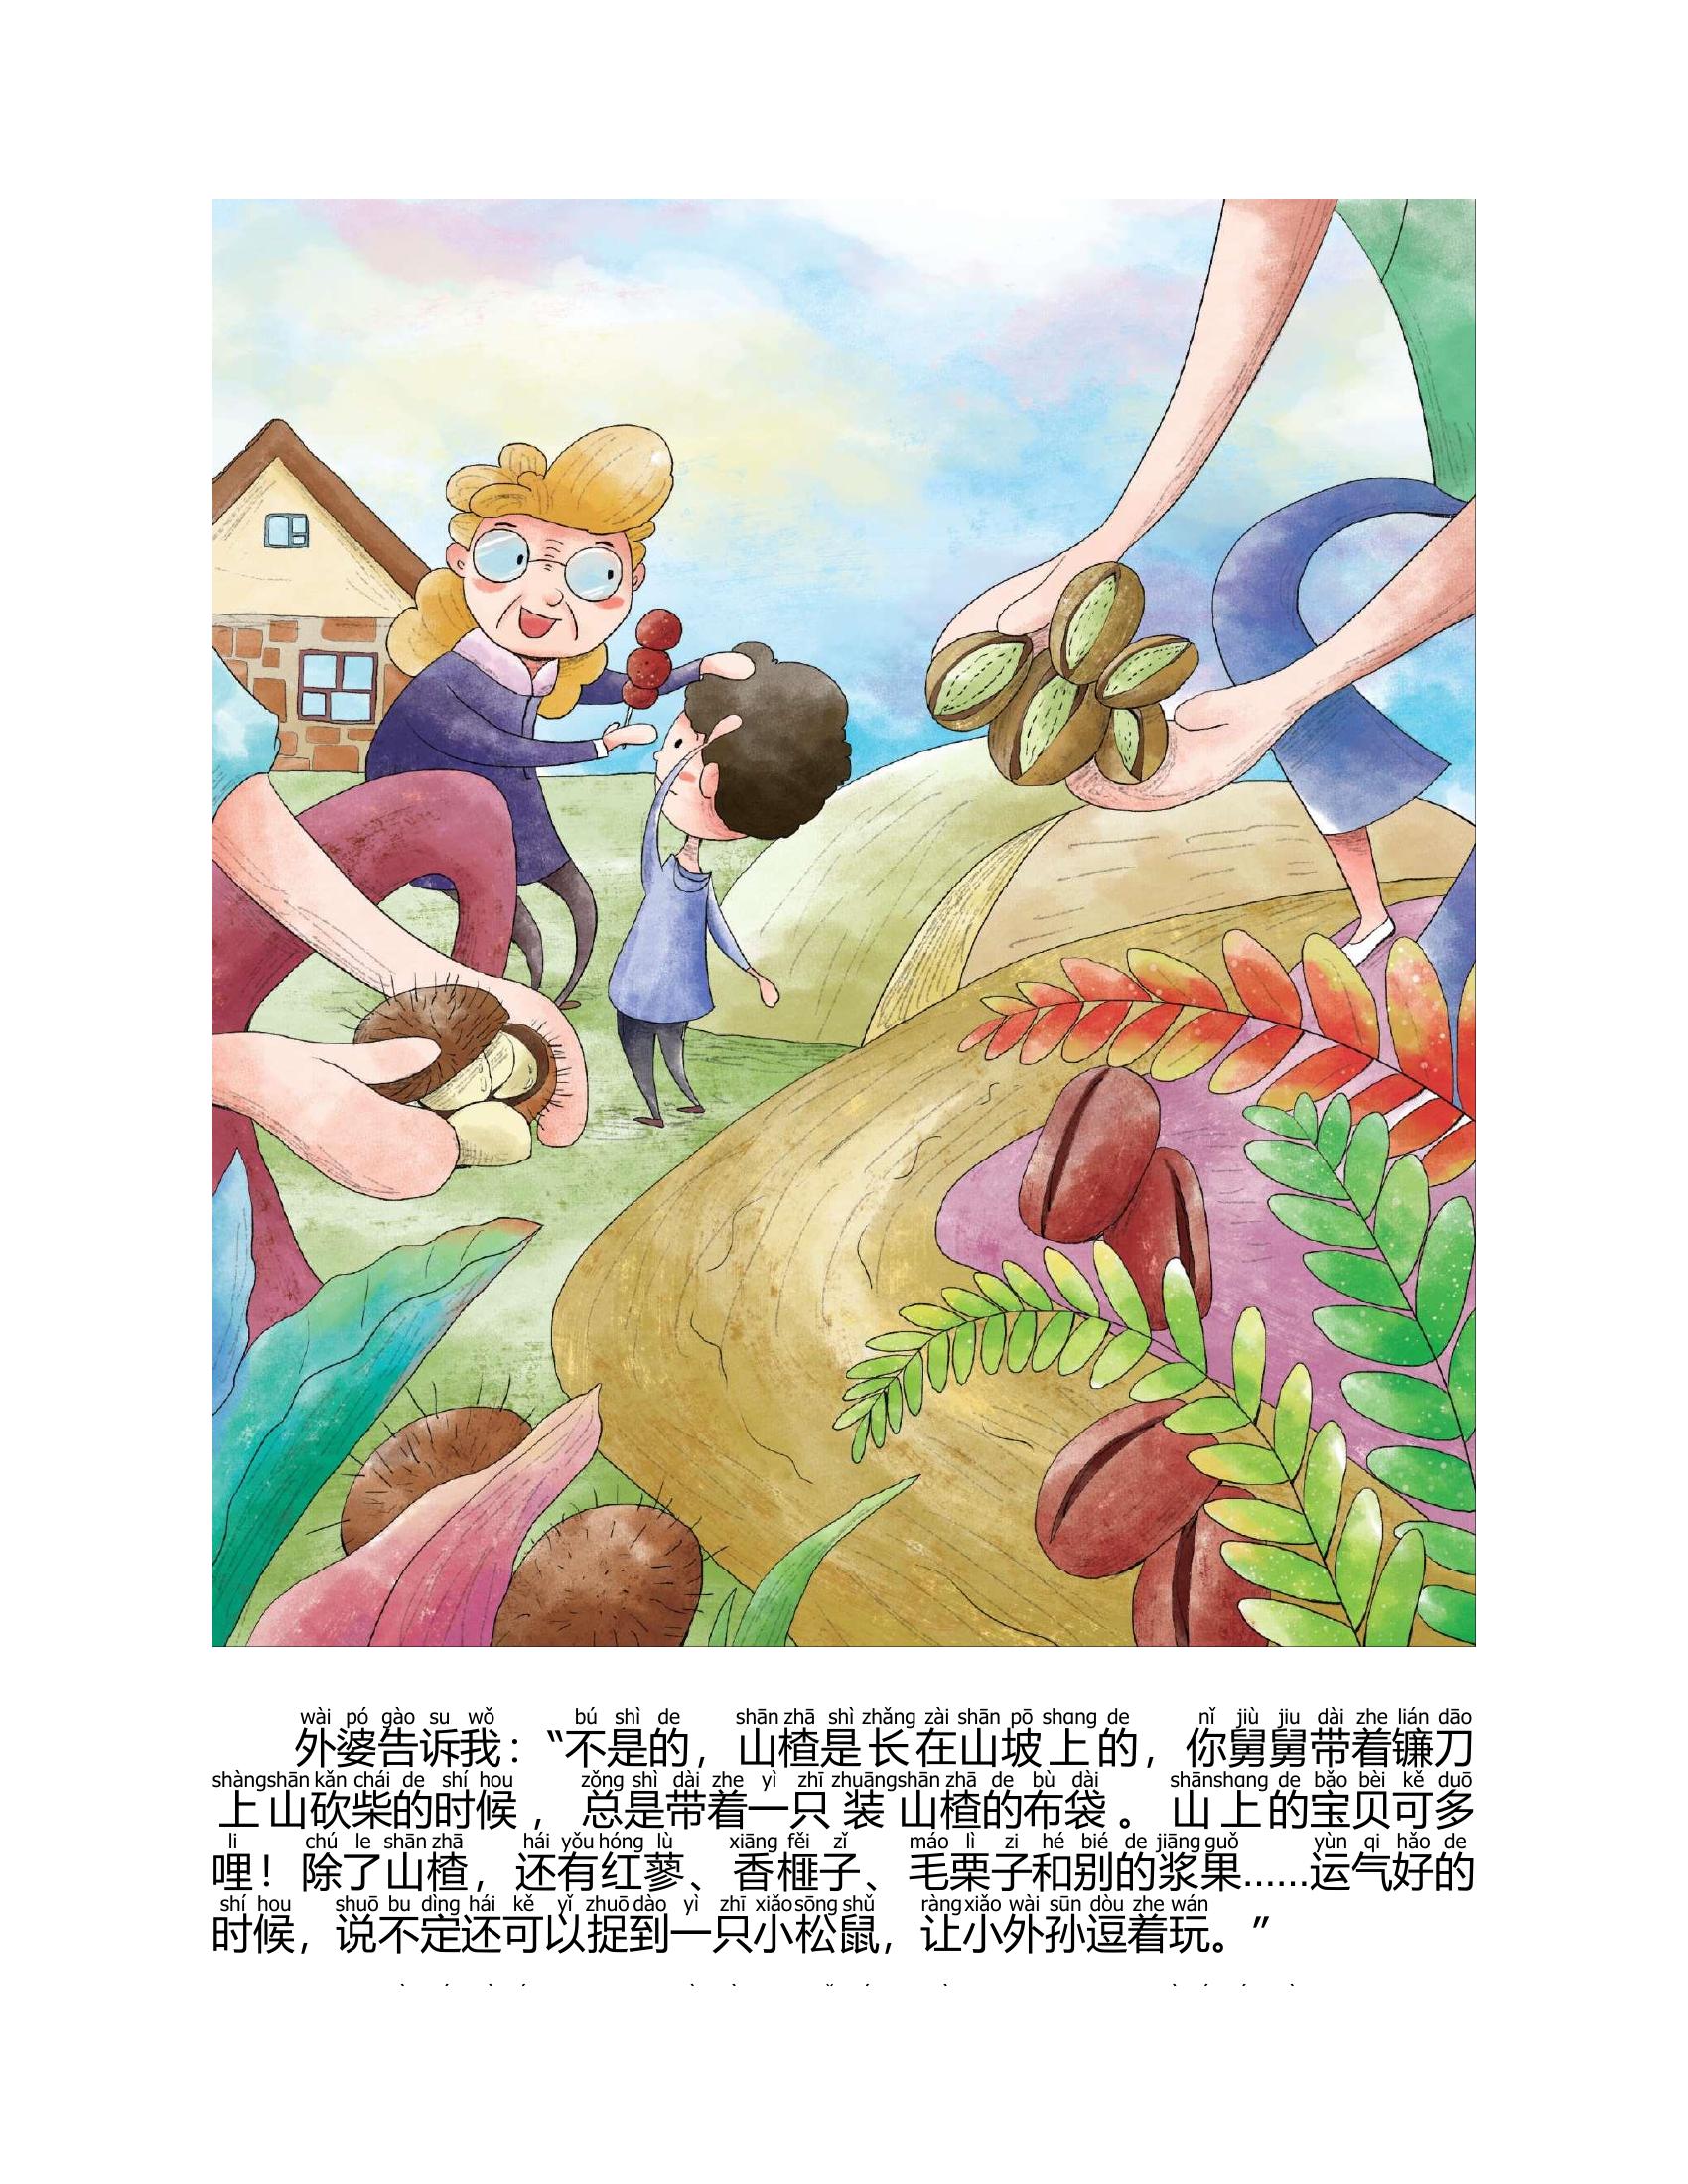 wài pó gào su wǒ bú shì de shān zhā shì zhǎng zài shān pō shang de nǐ jiù jiu dài zhe lián dāo
外婆告诉我：“不是的，山楂是长在山坡上的，你舅舅带着镰刀
shàng shān kǎn chái de shí hou zǒng shì dài zhe yì zhī zhuāng shān zhā de bù dài shān shang de bǎo bèi kě duō
上山砍柴的时候，总是带着一只装山楂的布袋。山上的宝贝可多
li chú le shān zhā hái yǒu hóng lù xiāng fěi zǐ máo lì zi hé bié de jiāng guǒ yùn qi hǎo de
哩！除了山楂，还有红蓼、香榧子、毛栗子和别的浆果……运气好的
shí hou shuō bu dìng hái kě yǐ zhuō dào yì zhī xiǎo sōng shǔ ràng xiǎo wài sūn dòu zhe wán
时候，说不定还可以捉到一只小松鼠，让小外孙逗着玩。”